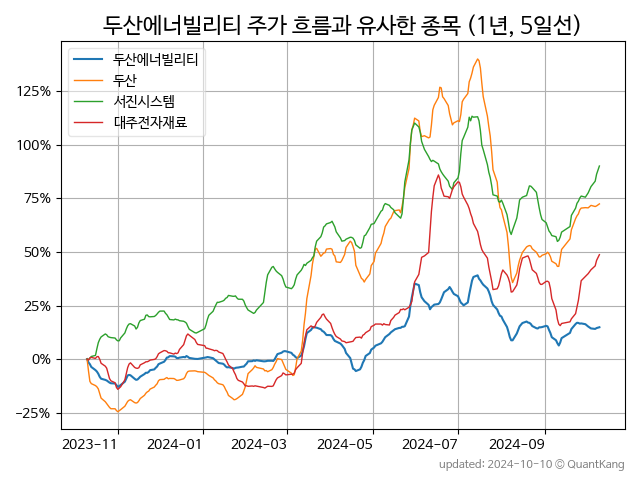 두산에너빌리티 주가 흐름과 유사한 종목 (1년, 5일선)
두산에너빌리티
두산
서진시스템
대주전자재료
125%
100%
75%
50%
25%
0%
−25%
2023-11 2024-01 2024-03 2024-05 2024-07 2024-09
updated: 2024-10-10 © QuantKang